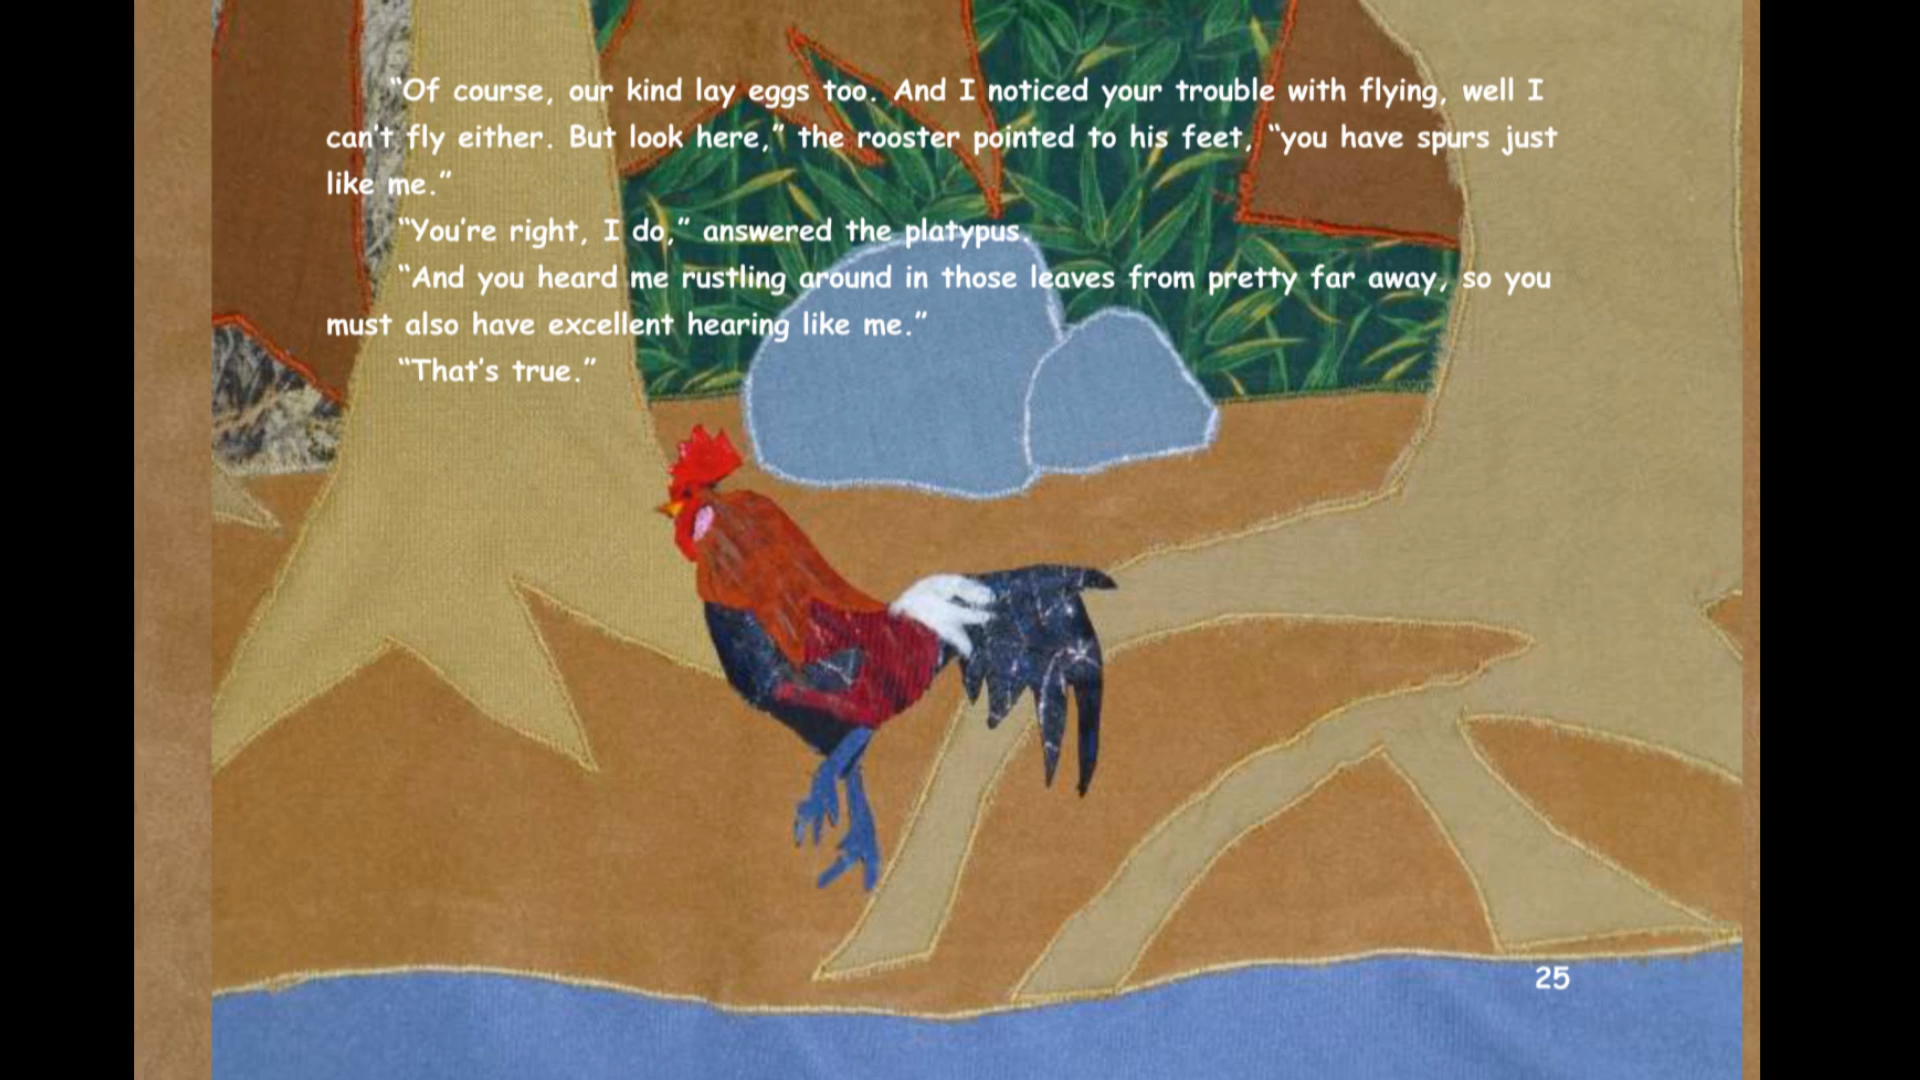 “Of course, our kind lay eggs too. And I noticed your trouble with flying, well I
can’t fly either. But look here,” the rooster pointed to his feet, “you have spurs just
like me.”
“You’re right, I do,” answered the platypus.
“And you heard me rustling around in those leaves from pretty far away, so you
must also have excellent hearing like me.”
“That’s true.”
25